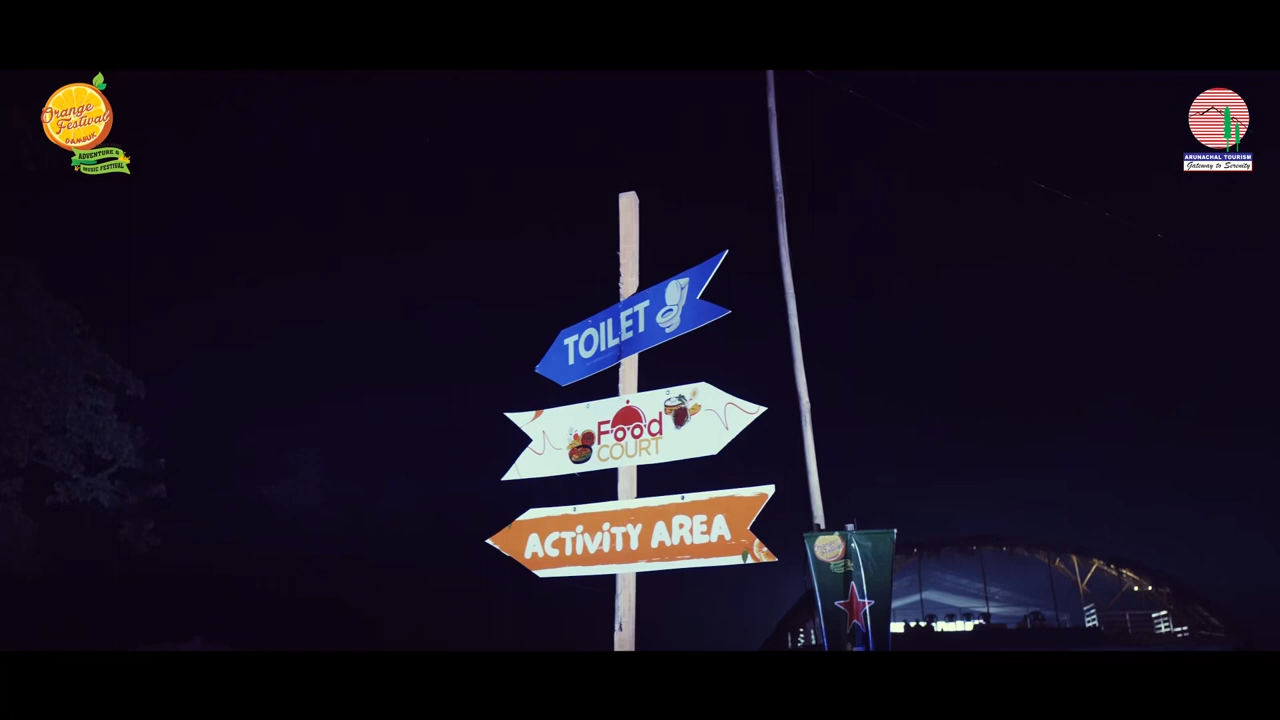 Orange
Festival
DAMBUK
ADVENTURE &
MUSIC FESTIVAL
ARUNACHAL TOURISM
Gateway to Serenity
TOILET
Food
COURT
ACTIVITY AREA